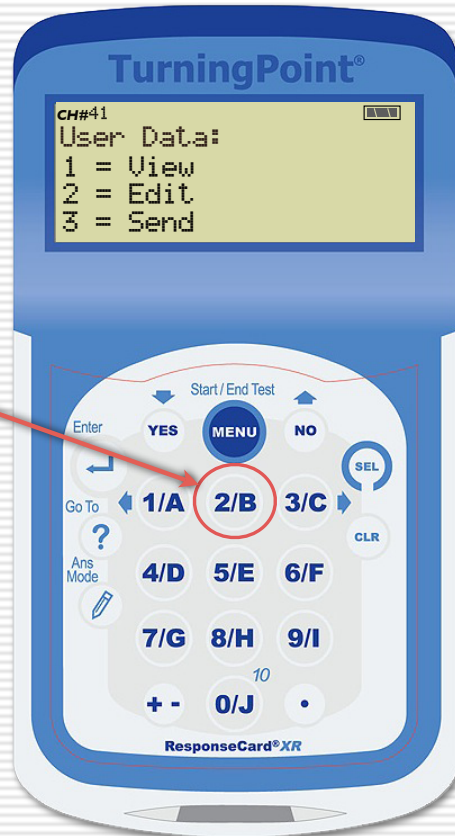 TurningPoint®
CH#41
User Data:
1 = View
2 = Edit
3 = Send
Start / End Test
Enter YES MENU NO
SEL
Go To 1/A 2/B 3/C
? CLR
Ans
Mode 4/D 5/E 6/F
7/G 8/H 9/I
10
+ - 0/J •
ResponseCard®XR